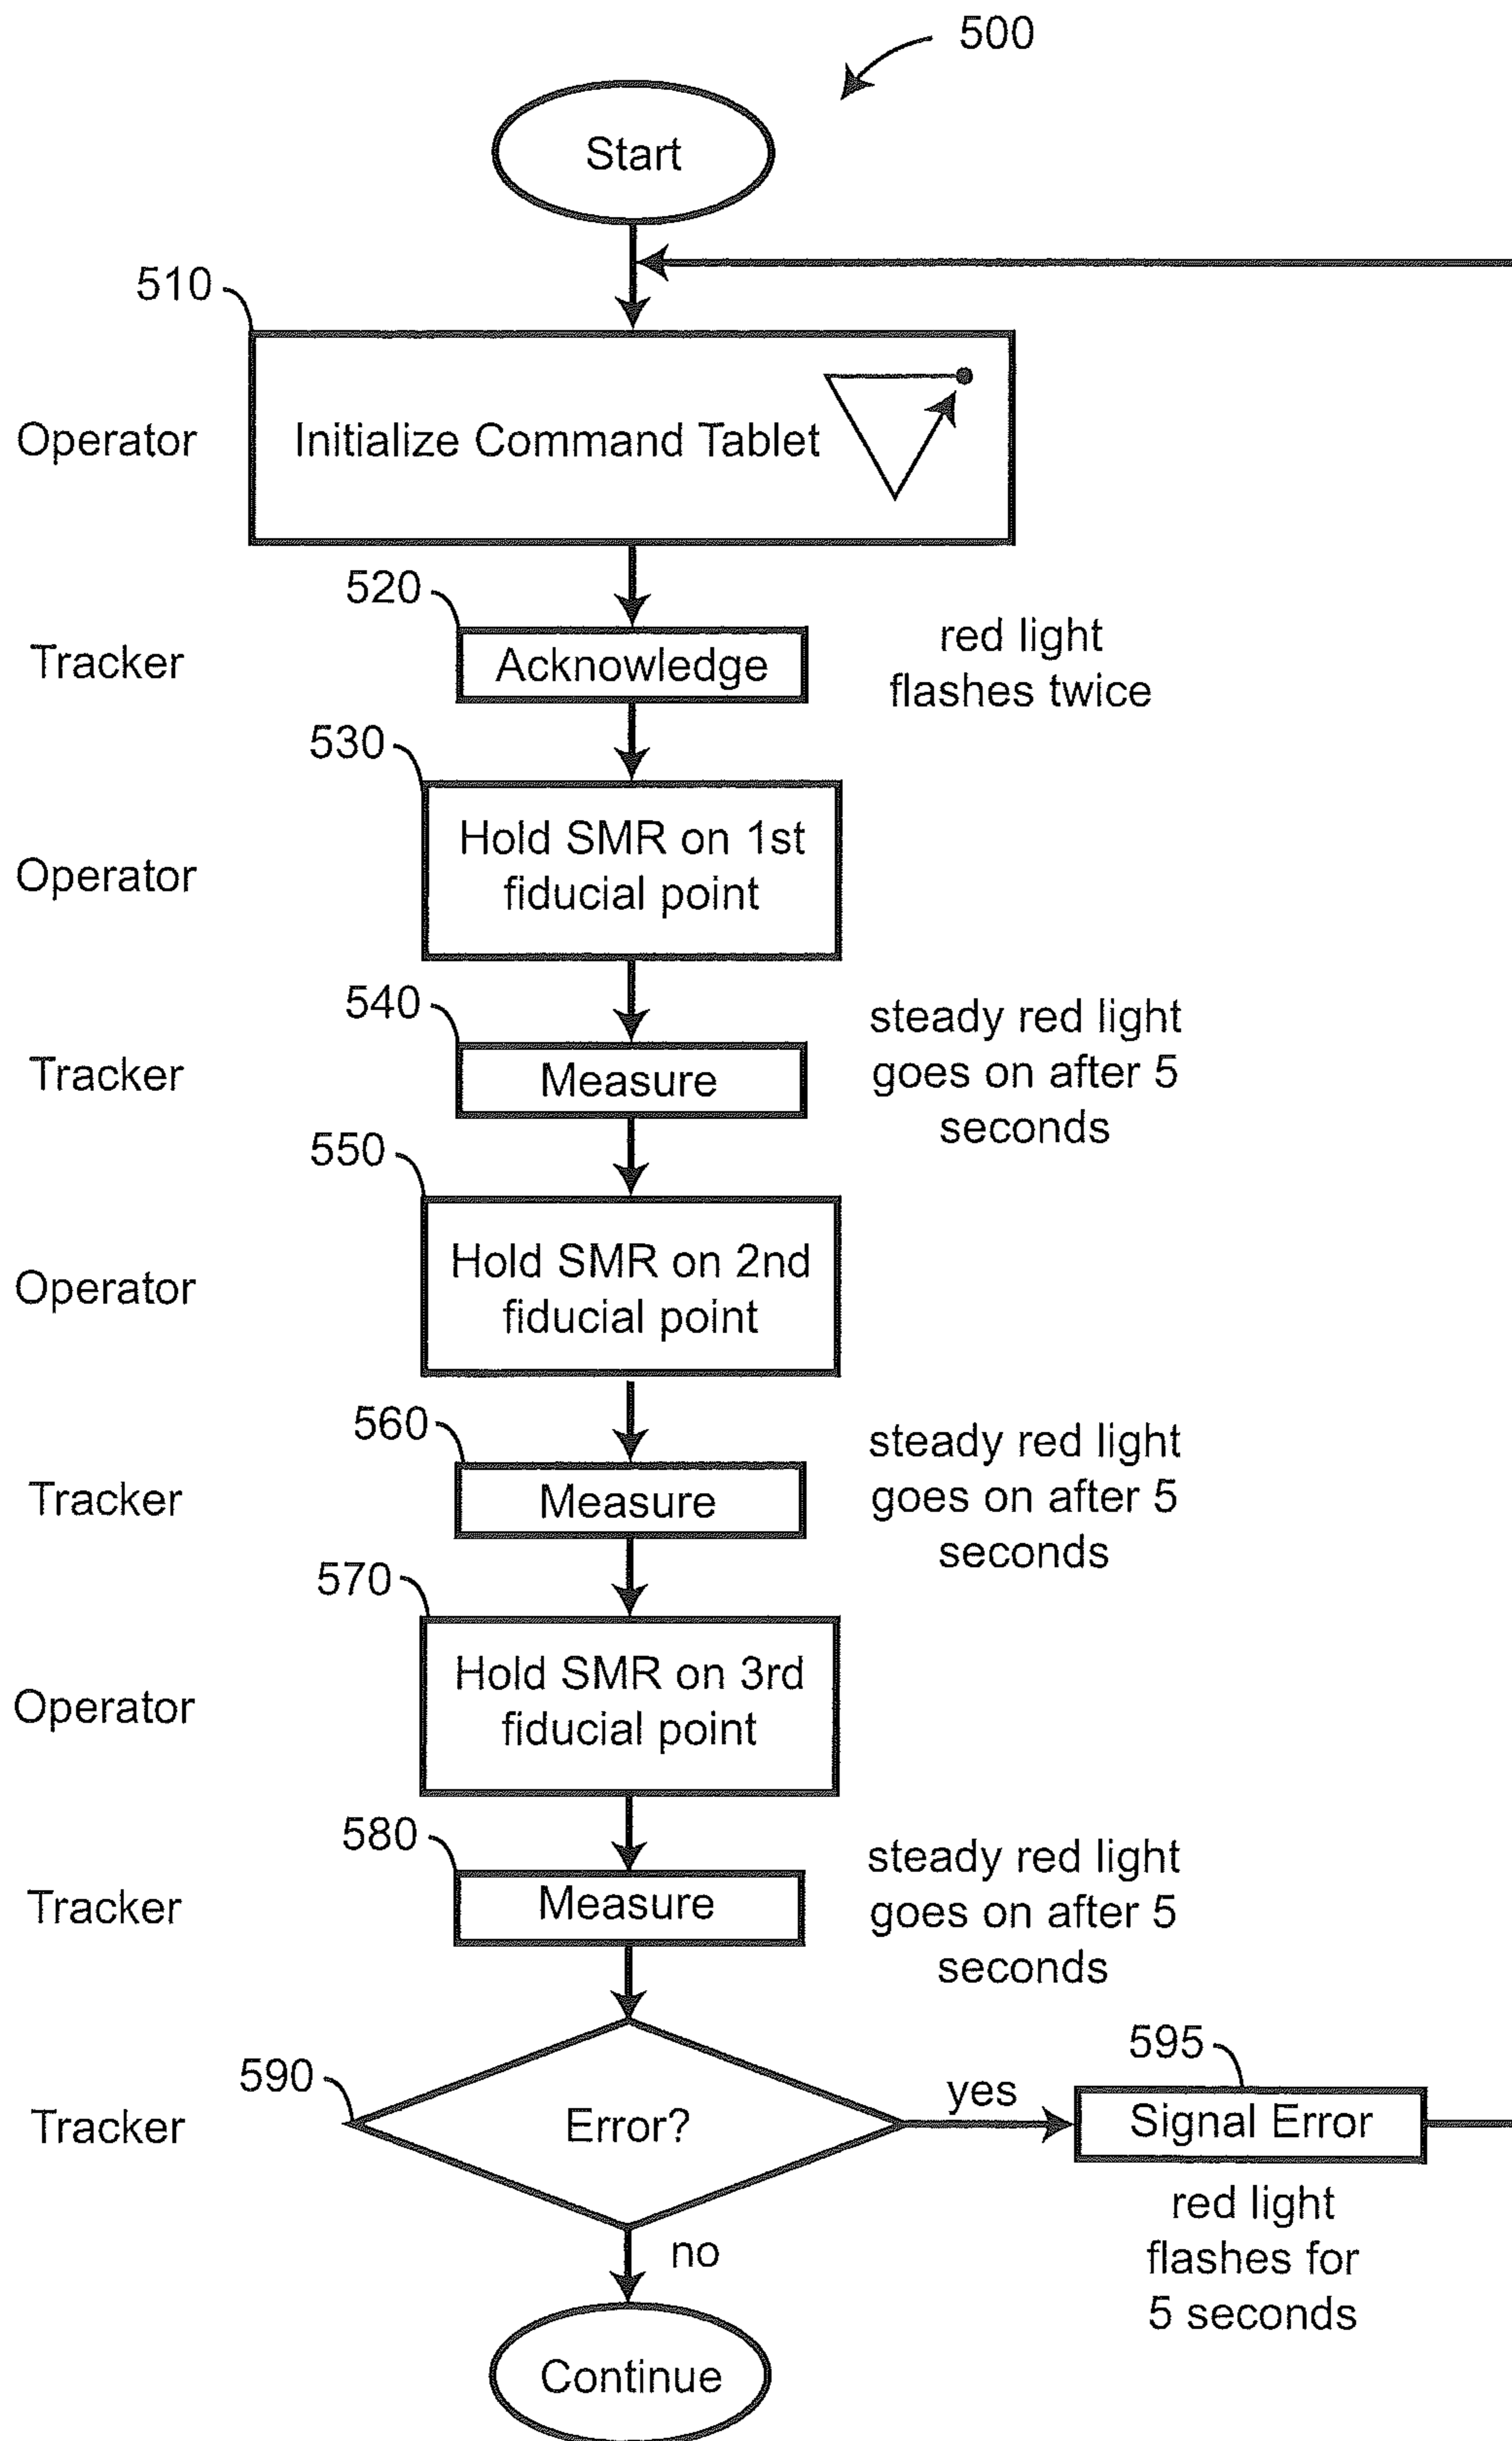 500
Start
510
Operator
Initialize Command Tablet
520
Tracker
Acknowledge
red light
flashes twice
530
Operator
Hold SMR on 1st
fiducial point
540
Tracker
Measure
steady red light
goes on after 5
seconds
550
Operator
Hold SMR on 2nd
fiducial point
560
Tracker
Measure
steady red light
goes on after 5
seconds
570
Operator
Hold SMR on 3rd
fiducial point
580
Tracker
Measure
steady red light
goes on after 5
seconds
590
Tracker
Error?
yes
595
Signal Error
red light
flashes for
5 seconds
no
Continue